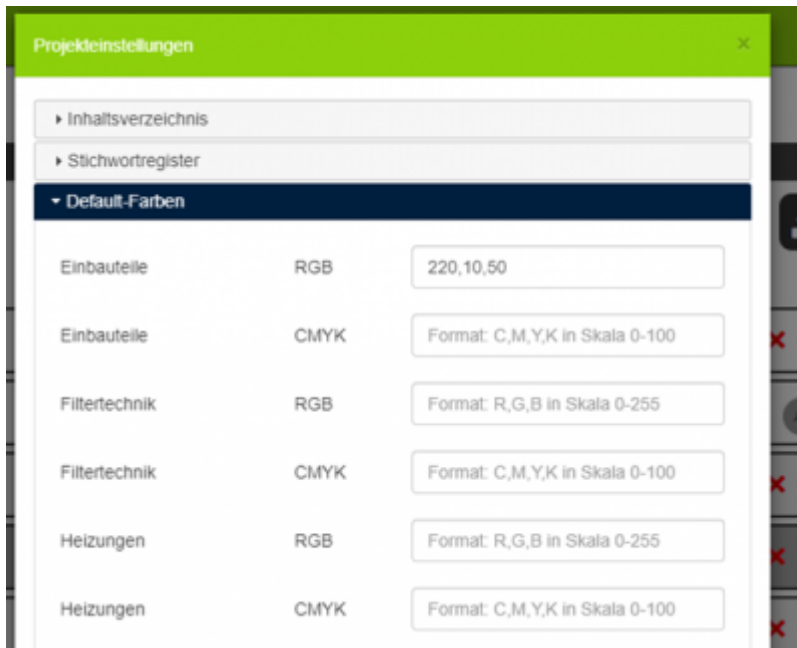 Projekteinstellungen ×
Inhaltsverzeichnis
Stichwortregister
Default-Farben
Einbauteile RGB 220,10,50
Einbauteile CMYK Format: C,M,Y,K in Skala 0-100
Filtertechnik RGB Format: R,G,B in Skala 0-255
Filtertechnik CMYK Format: C,M,Y,K in Skala 0-100
Heizungen RGB Format: R,G,B in Skala 0-255
Heizungen CMYK Format: C,M,Y,K in Skala 0-100